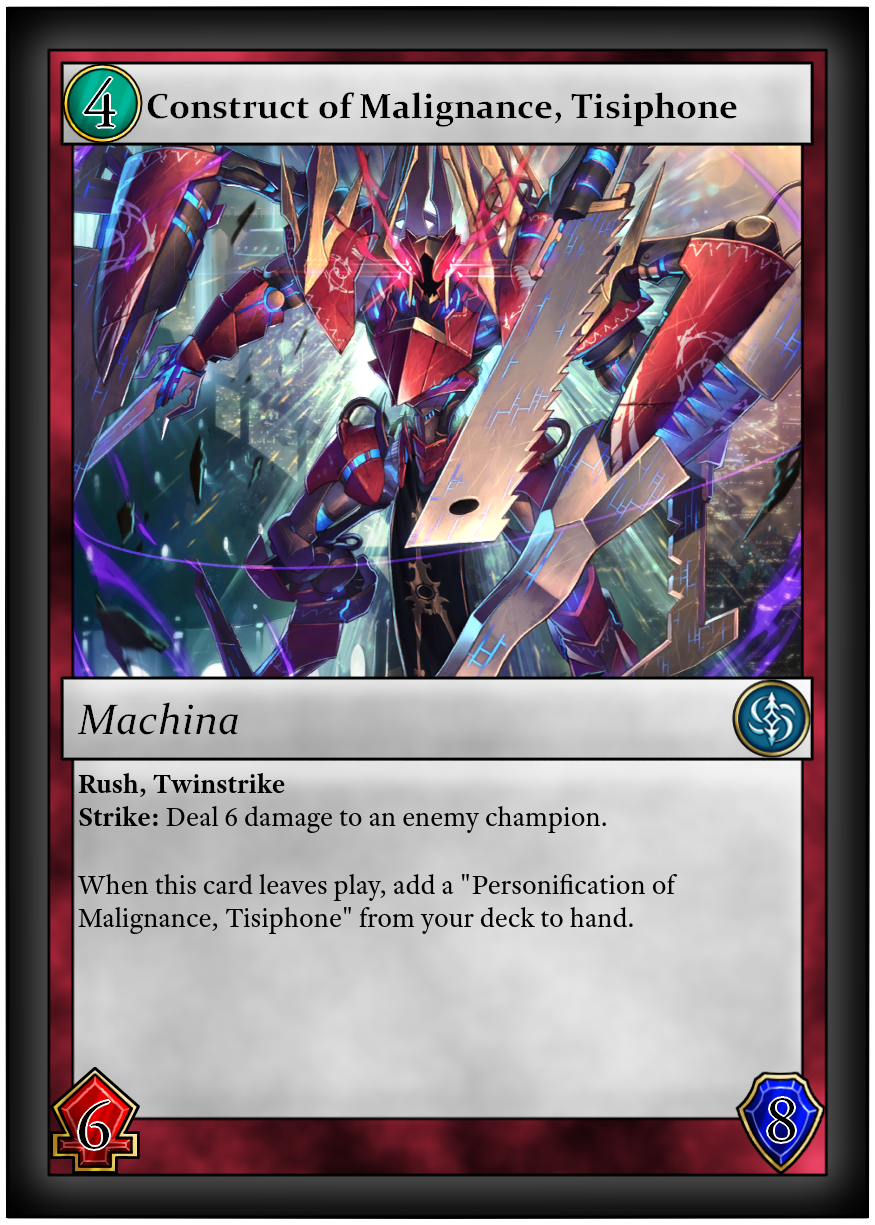 4
Construct of Malignance, Tisiphone
Machina
Rush, Twinstrike
Strike: Deal 6 damage to an enemy champion.
When this card leaves play, add a "Personification of
Malignance, Tisiphone" from your deck to hand.
6
8